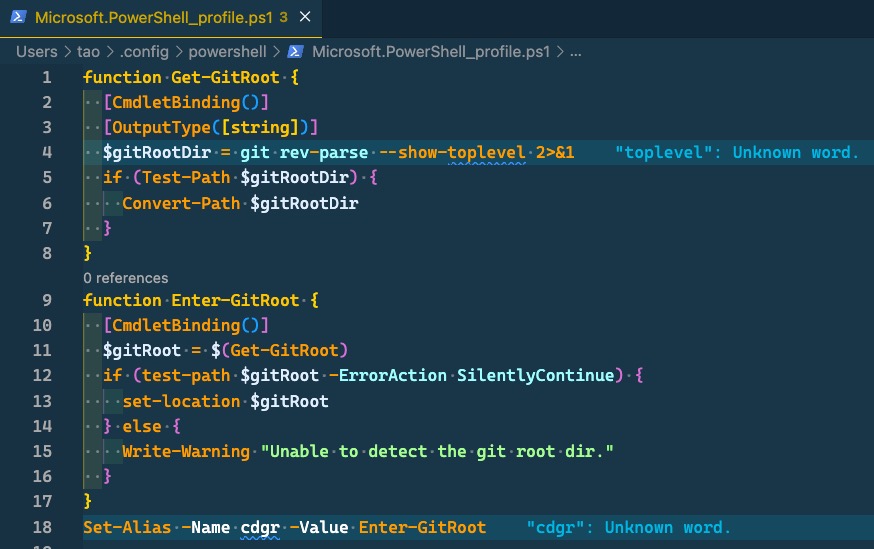 Microsoft.PowerShell_profile.ps1 3
Users > tao > .config > powershell > Microsoft.PowerShell_profile.ps1 > ...
1 function Get-GitRoot {
2   [CmdletBinding()]
3   [OutputType([string])]
4   $gitRootDir = git rev-parse --show-toplevel 2>&1    "toplevel": Unknown word.
5   if (Test-Path $gitRootDir) {
6     Convert-Path $gitRootDir
7   }
8 }
0 references
9 function Enter-GitRoot {
10   [CmdletBinding()]
11   $gitRoot = $(Get-GitRoot)
12   if (test-path $gitRoot -ErrorAction SilentlyContinue) {
13     set-location $gitRoot
14   } else {
15     Write-Warning "Unable to detect the git root dir."
16   }
17 }
18 Set-Alias -Name cdgr -Value Enter-GitRoot    "cdgr": Unknown word.